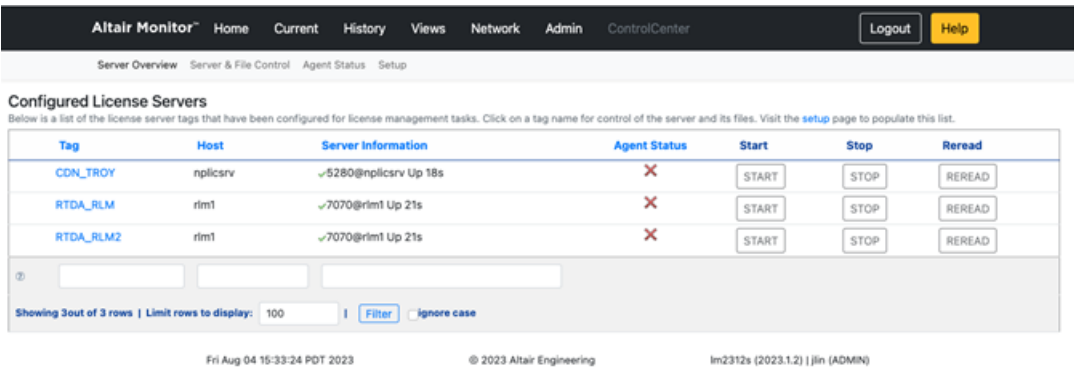 Altair Monitor™ Home Current History Views Network Admin ControlCenter Logout Help
Server Overview Server & File Control Agent Status Setup
Configured License Servers
Below is a list of the license server tags that have been configured for license management tasks. Click on a tag name for control of the server and its files. Visit the setup page to populate this list.
Tag Host Server Information Agent Status Start Stop Reread
CDN_TROY nplicsrv 5280@nplicsrv Up 18s START STOP REREAD
RTDA_RLM rlm1 7070@rlm1 Up 21s START STOP REREAD
RTDA_RLM2 rlm1 7070@rlm1 Up 21s START STOP REREAD
?
Showing 3out of 3 rows | Limit rows to display: 100 | Filter ignore case
Fri Aug 04 15:33:24 PDT 2023 © 2023 Altair Engineering lm2312s (2023.1.2) | jlin (ADMIN)